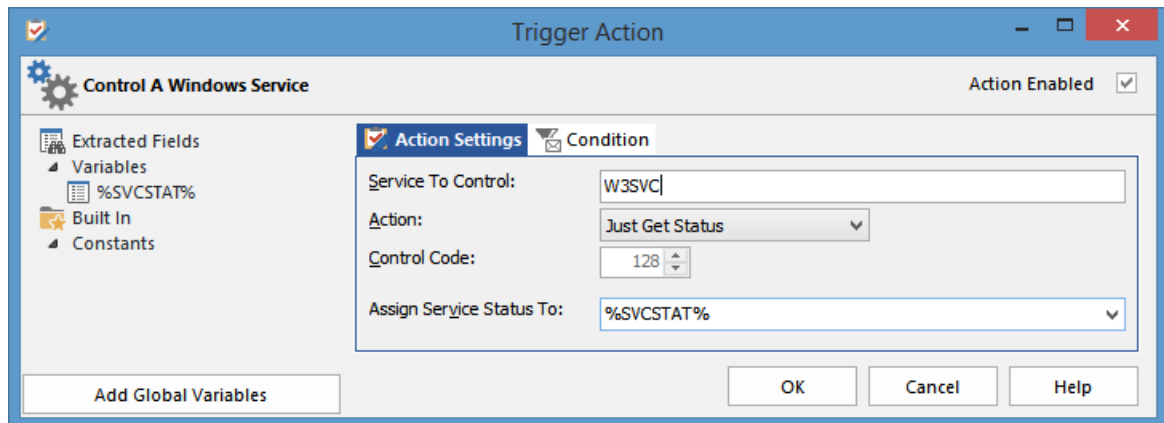 Trigger Action
Control A Windows Service
Action Enabled
Extracted Fields
Variables
%SVCSTAT%
Built In
Constants
Action Settings
Condition
Service To Control:
W3SVC
Action:
Just Get Status
Control Code:
128
Assign Service Status To:
%SVCSTAT%
Add Global Variables
OK
Cancel
Help